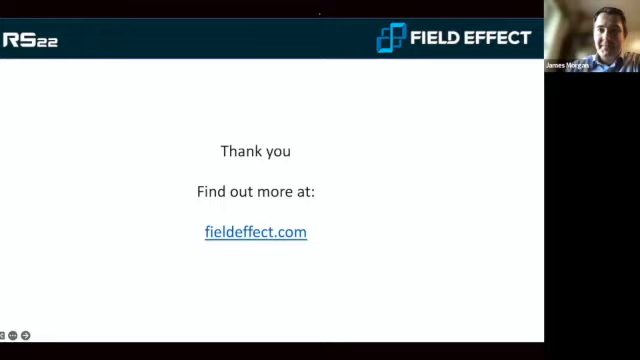 RS22
FIELD EFFECT
James Morgan
Thank you
Find out more at:
fieldeffect.com